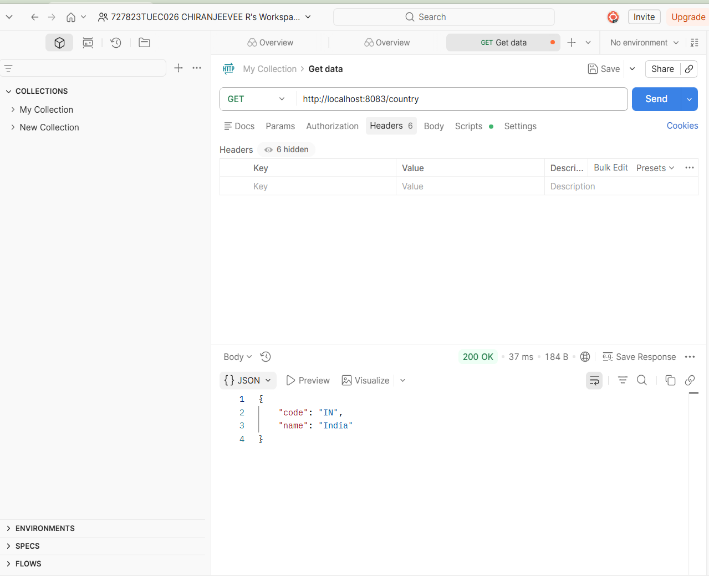 727823TUEC026 CHIRANJEEVEE R's Workspa...
Search
Invite
Upgrade
Overview
Overview
GET Get data
No environment
COLLECTIONS
My Collection
New Collection
HTTP
My Collection > Get data
Save
Share
GET
http://localhost:8083/country
Send
Docs Params Authorization Headers 6 Body Scripts Settings
Cookies
Headers 6 hidden
Key Value Descri... Bulk Edit Presets
Key Value Description
Body
200 OK • 37 ms • 184 B
e.g. Save Response
{} JSON Preview Visualize
1 {
2 "code": "IN",
3 "name": "India"
4 }
ENVIRONMENTS
SPECS
FLOWS